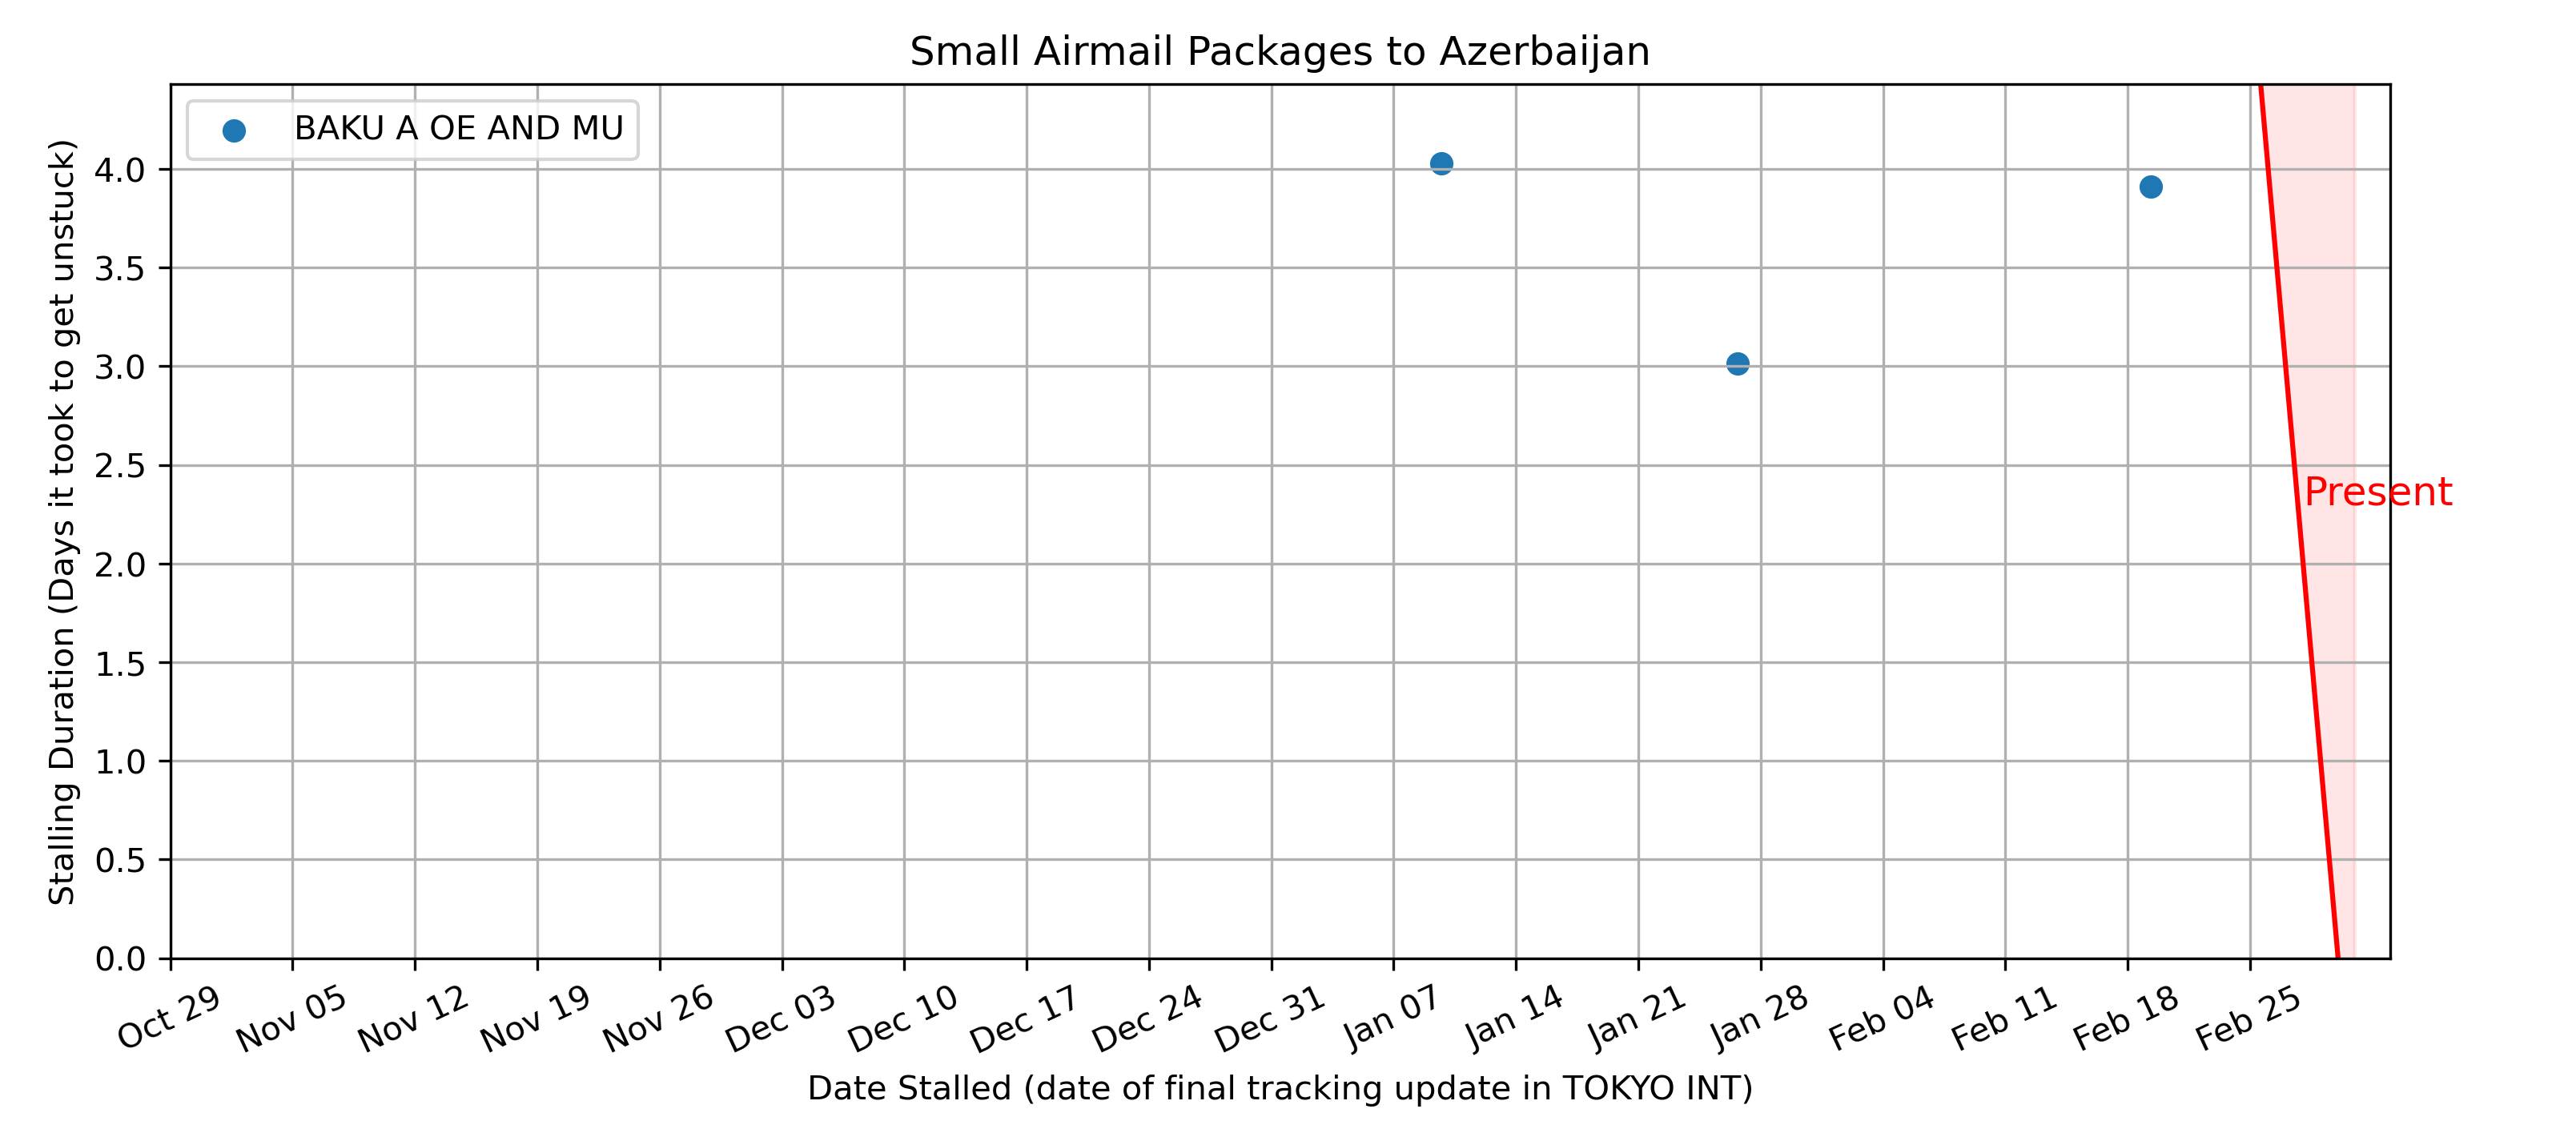 Small Airmail Packages to Azerbaijan
BAKU A OE AND MU
Stalling Duration (Days it took to get unstuck)
4.0
3.5
3.0
2.5
2.0
1.5
1.0
0.5
0.0
Present
Oct 29 Nov 05 Nov 12 Nov 19 Nov 26 Dec 03 Dec 10 Dec 17 Dec 24 Dec 31 Jan 07 Jan 14 Jan 21 Jan 28 Feb 04 Feb 11 Feb 18 Feb 25
Date Stalled (date of final tracking update in TOKYO INT)